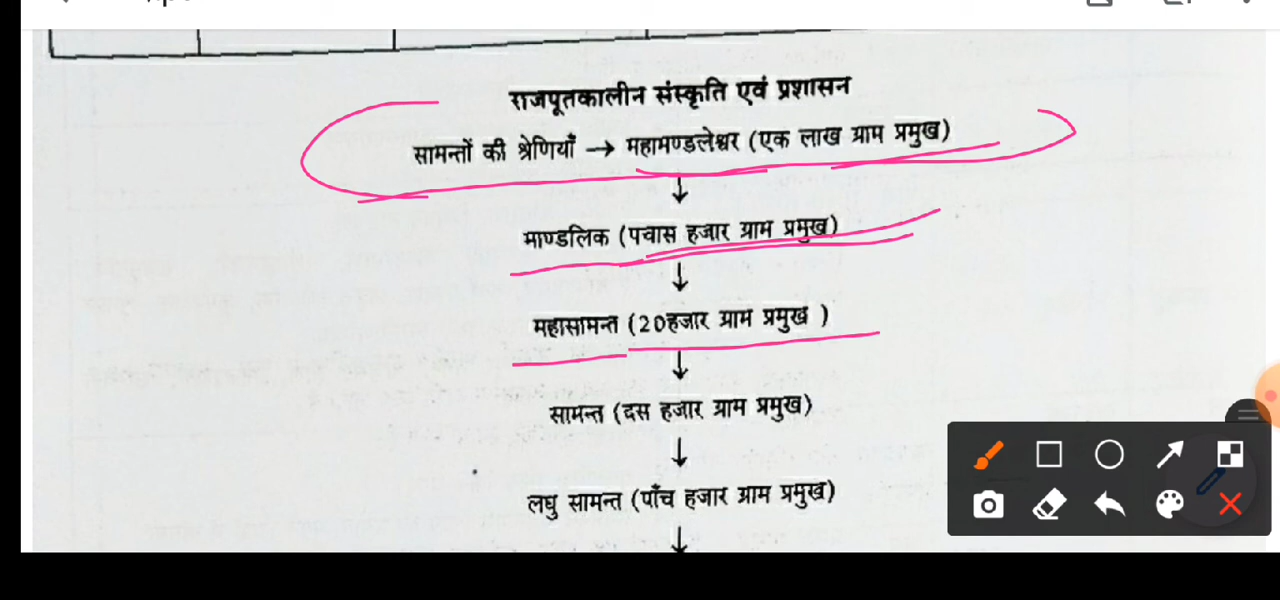 राजपूतकालीन संस्कृति एवं प्रशासन
सामन्तों की श्रेणियाँ → महामण्डलेश्वर (एक लाख ग्राम प्रमुख)
↓
माण्डलिक (पचास हजार ग्राम प्रमुख)
↓
महासामन्त (20हजार ग्राम प्रमुख )
↓
सामन्त (दस हजार ग्राम प्रमुख)
↓
लघु सामन्त (पाँच हजार ग्राम प्रमुख)
↓